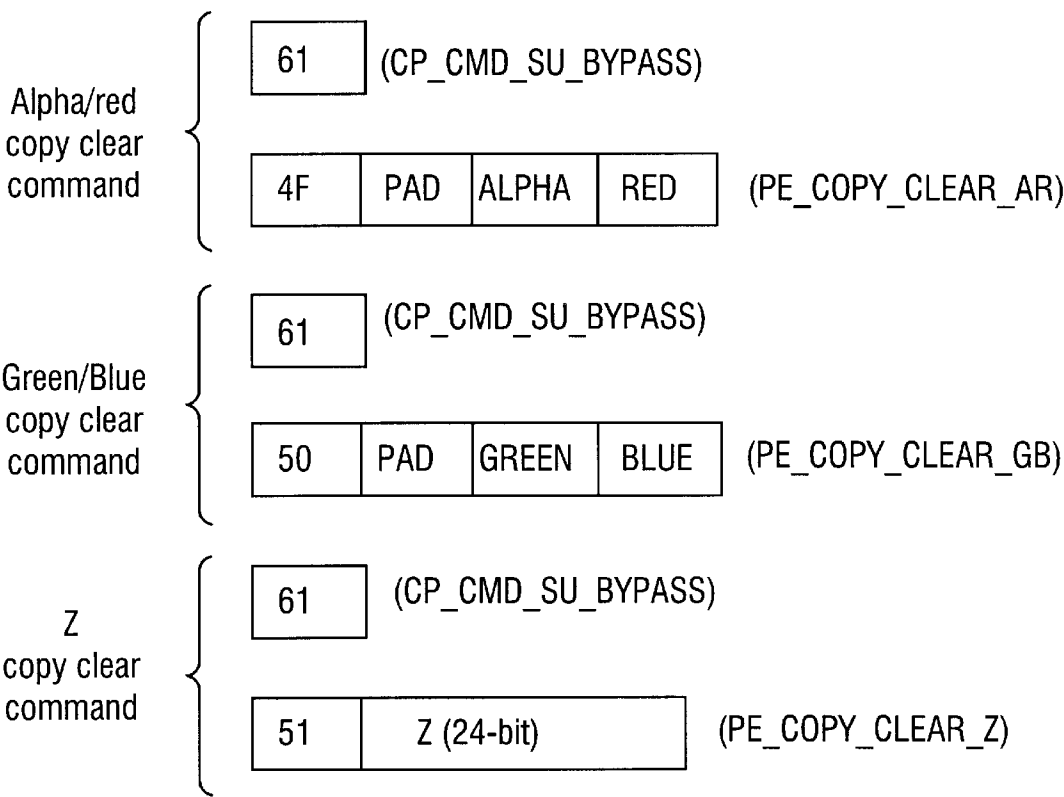 61 (CP_CMD_SU_BYPASS)
Alpha/red
copy clear
command
4F PAD ALPHA RED (PE_COPY_CLEAR_AR)
61 (CP_CMD_SU_BYPASS)
Green/Blue
copy clear
command
50 PAD GREEN BLUE (PE_COPY_CLEAR_GB)
61 (CP_CMD_SU_BYPASS)
Z
copy clear
command
51 Z (24-bit) (PE_COPY_CLEAR_Z)